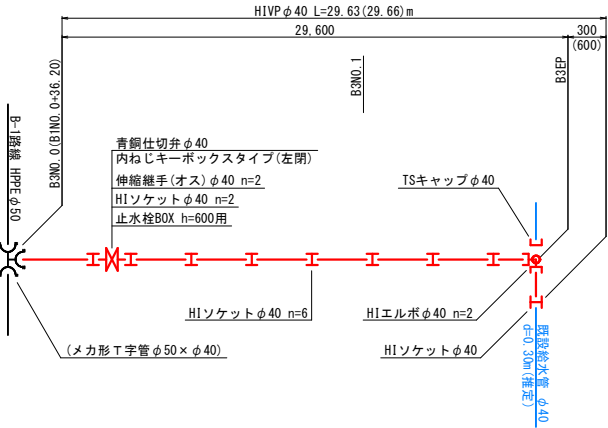 HIVPφ40 L=29.63(29.66)m
29,600
300
(600)
B3NO.0(B1NO.0+36.20)
B3NO.1
B3EP
B-1路線 HPPEφ50
青銅仕切弁φ40
内ねじキーボックスタイプ(左閉)
伸縮継手(オス)φ40 n=2
HIソケットφ40 n=2
止水栓BOX h=600用
TSキャップφ40
HIソケットφ40 n=6
HIエルボφ40 n=2
(メカ形T字管φ50×φ40)
HIソケットφ40
既設給水管 φ40
d=0.30m(推定)